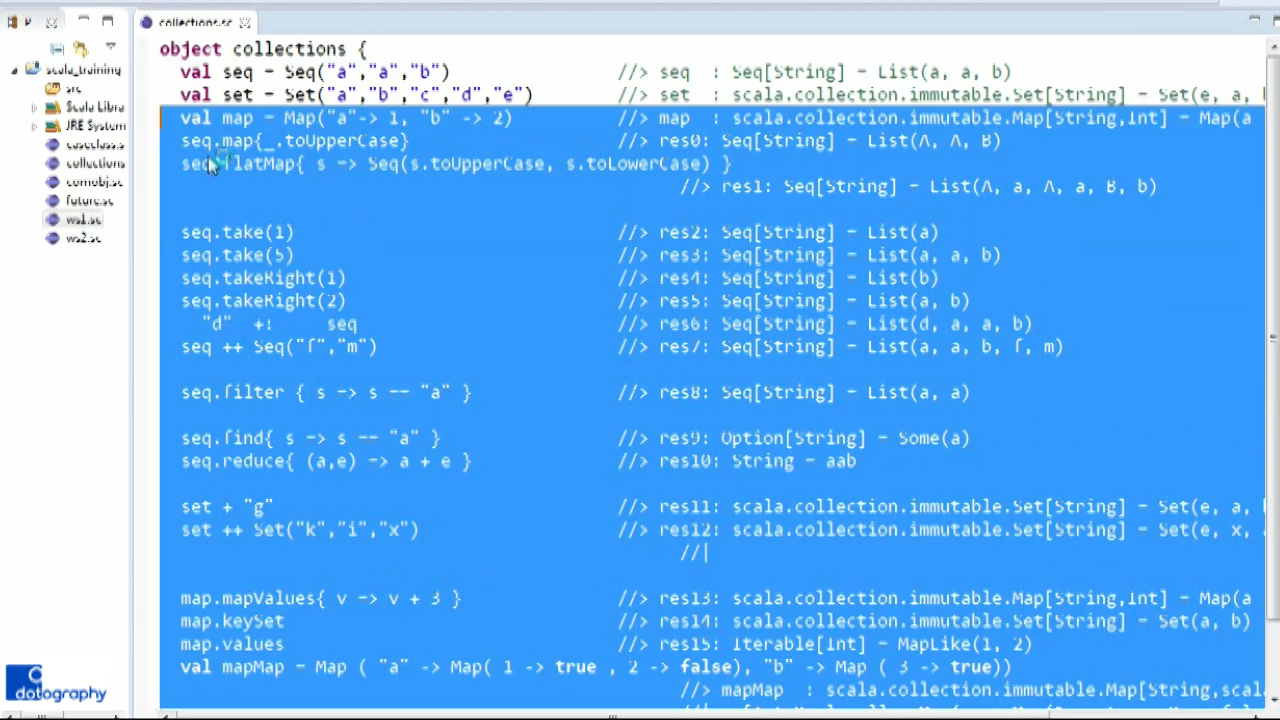 collections.sc
scala_training
src
Scala Libra
JRE System
caseclass.s
collections
comobj.sc
future.sc
ws1.sc
ws2.sc
object collections {
val seq = Seq("a","a","b") //> seq : Seq[String] = List(a, a, b)
val set = Set("a","b","c","d","e") //> set : scala.collection.immutable.Set[String] = Set(e, a,
val map = Map("a"-> 1, "b" -> 2) //> map : scala.collection.immutable.Map[String,Int] = Map(a
seq.map{_.toUpperCase} //> res0: Seq[String] = List(A, A, B)
seq.flatMap{ s => Seq(s.toUpperCase, s.toLowerCase) }
//> res1: Seq[String] = List(A, a, A, a, B, b)
seq.take(1) //> res2: Seq[String] = List(a)
seq.take(5) //> res3: Seq[String] = List(a, a, b)
seq.takeRight(1) //> res4: Seq[String] = List(b)
seq.takeRight(2) //> res5: Seq[String] = List(a, b)
"d" +: seq //> res6: Seq[String] = List(d, a, a, b)
seq ++ Seq("f","m") //> res7: Seq[String] = List(a, a, b, f, m)
seq.filter { s => s == "a" } //> res8: Seq[String] = List(a, a)
seq.find{ s => s == "a" } //> res9: Option[String] = Some(a)
seq.reduce{ (a,e) => a + e } //> res10: String = aab
set + "g" //> res11: scala.collection.immutable.Set[String] = Set(e, a,
set ++ Set("k","i","x") //> res12: scala.collection.immutable.Set[String] = Set(e, x,
//|
map.mapValues{ v => v + 3 } //> res13: scala.collection.immutable.Map[String,Int] = Map(a
map.keySet //> res14: scala.collection.immutable.Set[String] = Set(a, b)
map.values //> res15: Iterable[Int] = MapLike(1, 2)
val mapMap = Map ( "a" -> Map( 1 -> true , 2 -> false), "b" -> Map ( 3 -> true))
//> mapMap : scala.collection.immutable.Map[String,scala
dotography